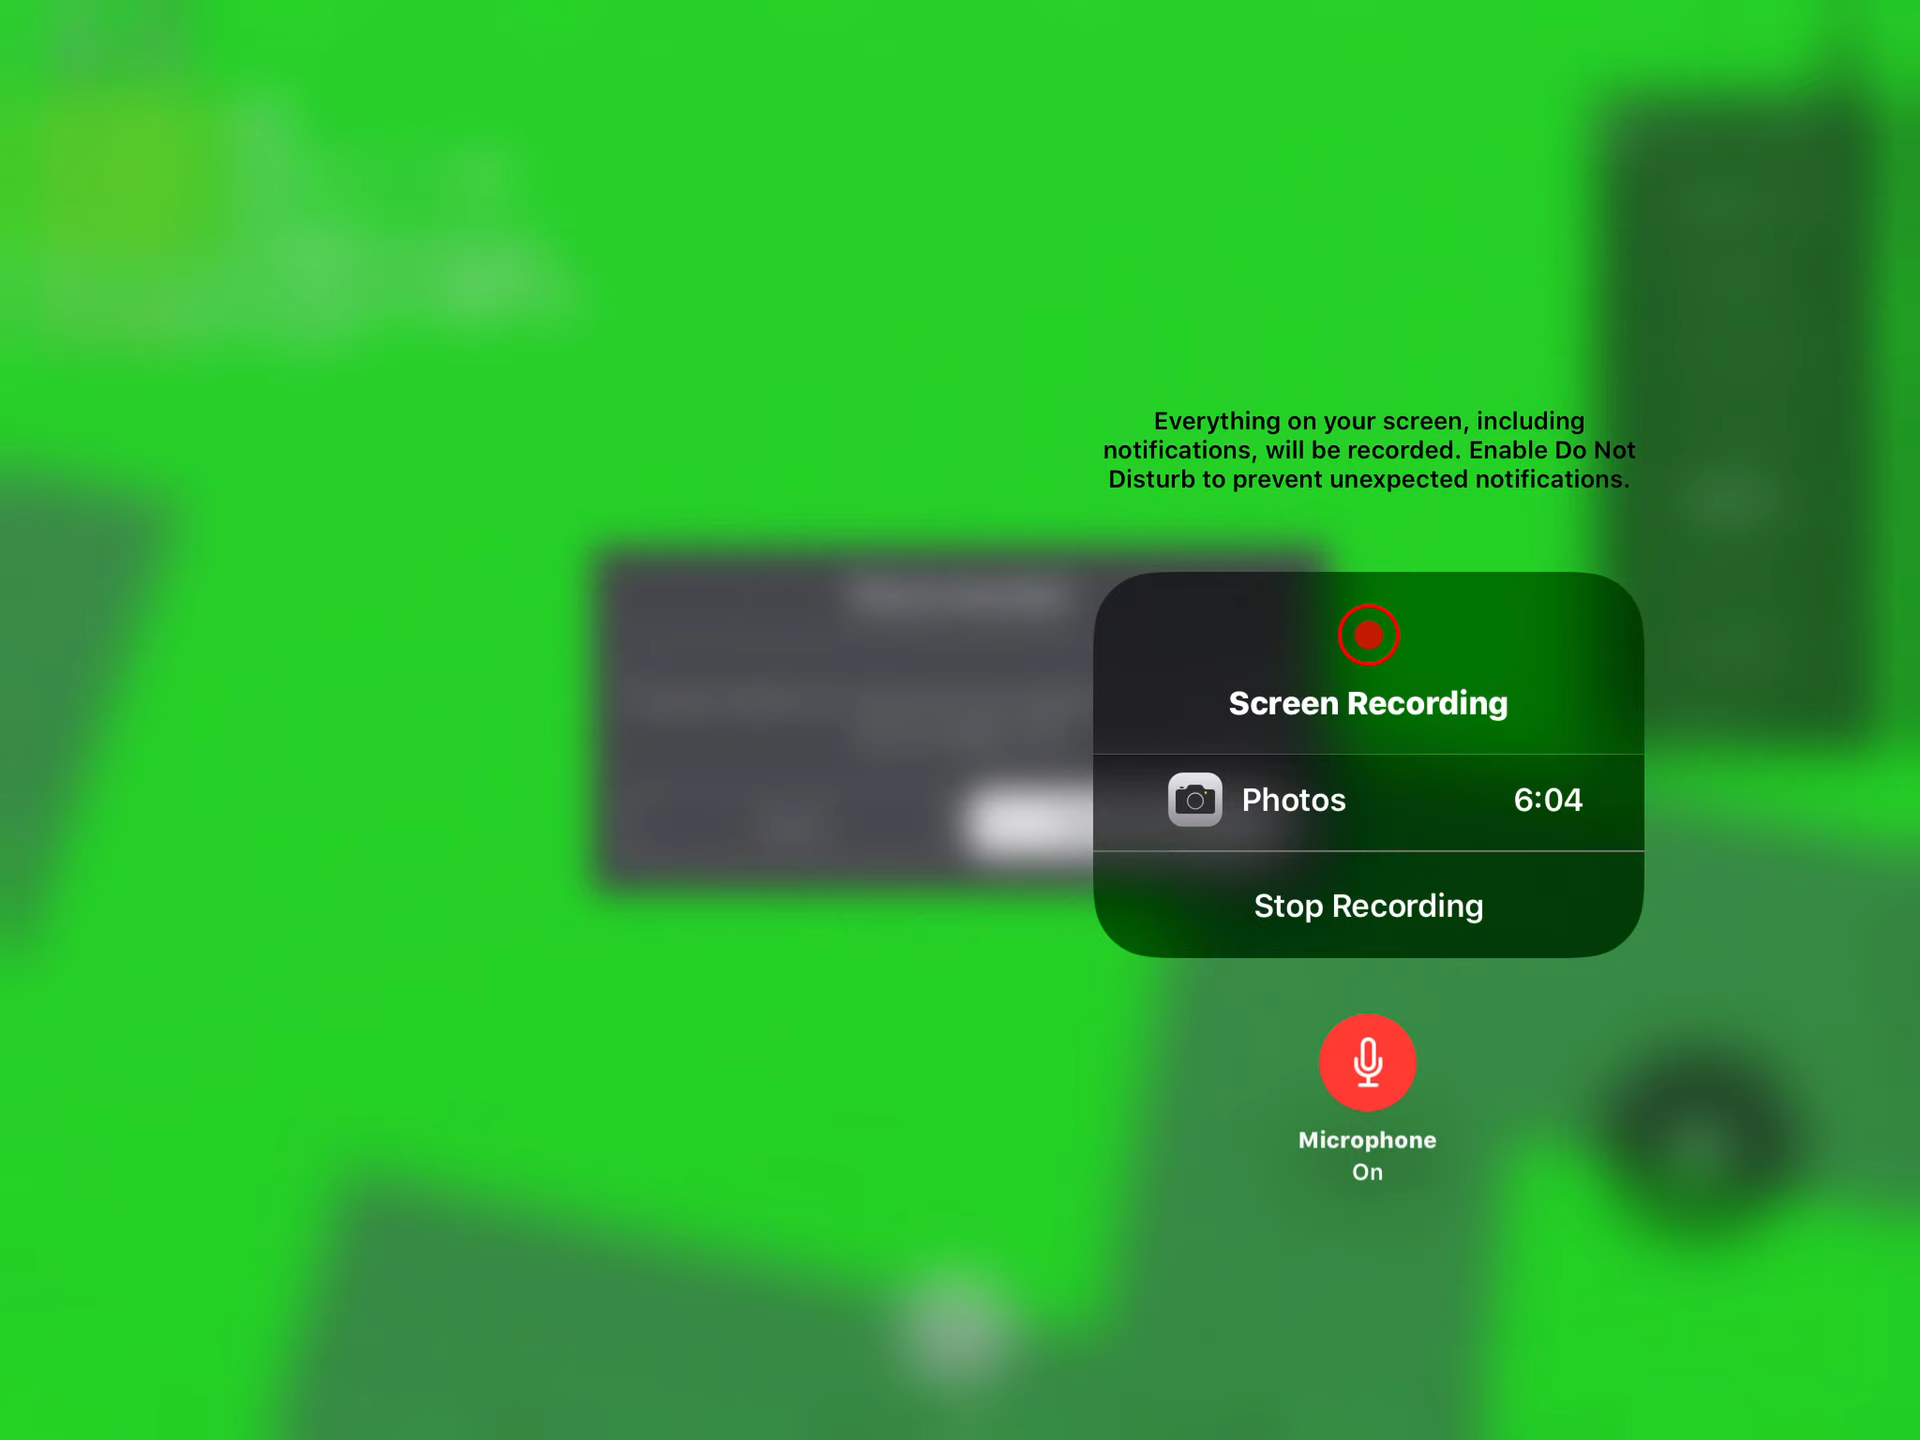 Everything on your screen, including
notifications, will be recorded. Enable Do Not
Disturb to prevent unexpected notifications.
Screen Recording
Photos 6:04
Stop Recording
Microphone
On